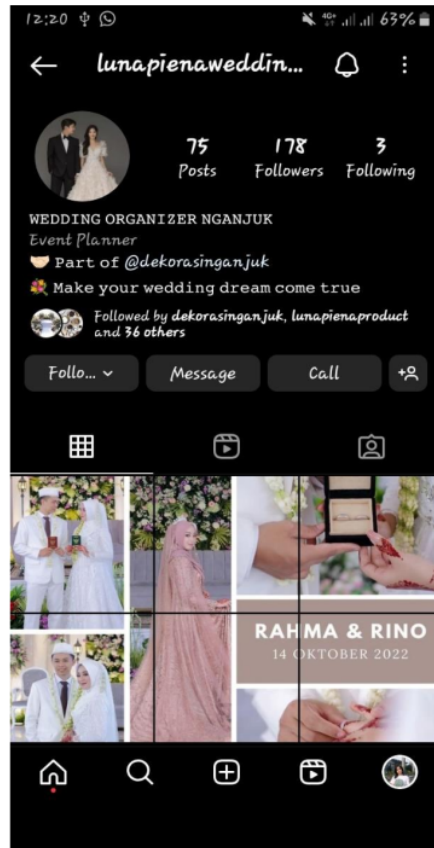 12:20
4G+ 63%
lunapienaweddin...
75 178 3
Posts Followers Following
WEDDING ORGANIZER NGANJUK
Event Planner
Part of @dekorasinganjuk
Make your wedding dream come true
Followed by dekorasinganjuk, lunapienaproduct
and 36 others
Follo... Message Call
RAHMA & RINO
14 OKTOBER 2022